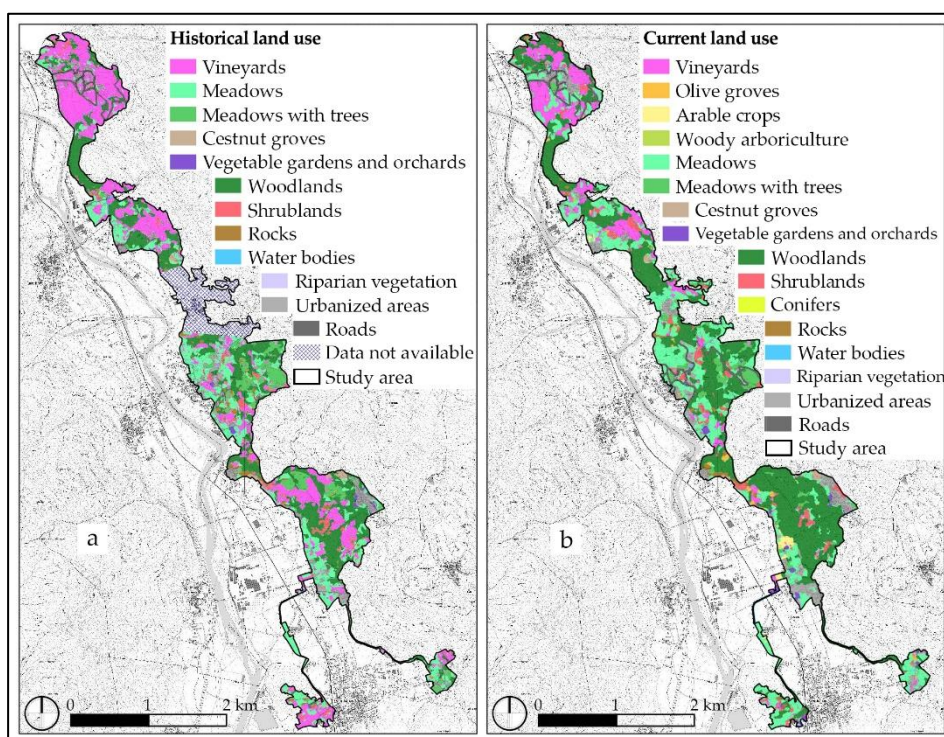 Historical land use
Vineyards
Meadows
Meadows with trees
Cestnut groves
Vegetable gardens and orchards
Woodlands
Shrublands
Rocks
Water bodies
Riparian vegetation
Urbanized areas
Roads
Data not available
Study area
a
0 1 2 km
Current land use
Vineyards
Olive groves
Arable crops
Woody arboriculture
Meadows
Meadows with trees
Cestnut groves
Vegetable gardens and orchards
Woodlands
Shrublands
Conifers
Rocks
Water bodies
Riparian vegetation
Urbanized areas
Roads
Study area
b
0 1 2 km